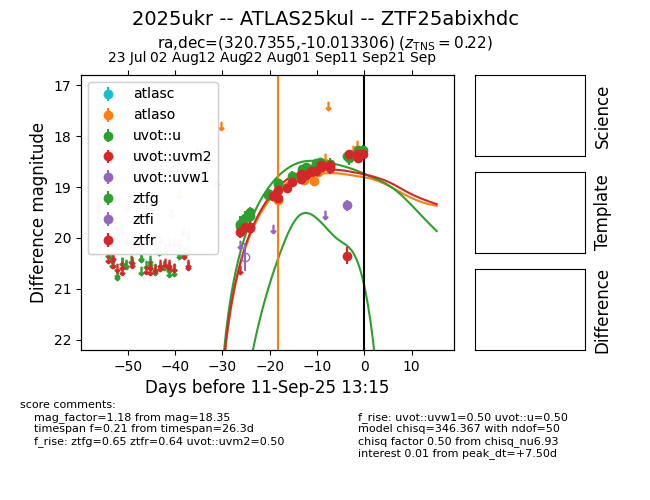 2025ukr -- ATLAS25kul -- ZTF25abixhdc
ra,dec=(320.7355,-10.013306) (z_TNS = 0.22)
23 Jul 02 Aug 12 Aug 22 Aug 01 Sep 11 Sep 21 Sep
17
18
19
20
21
22
Difference magnitude
atlasc
atlaso
uvot::u
uvot::uvm2
uvot::uvw1
ztfg
ztfi
ztfr
−50 −40 −30 −20 −10 0 10
Days before 11-Sep-25 13:15
Science
Template
Difference
score comments:
mag_factor=1.18 from mag=18.35
timespan f=0.21 from timespan=26.3d
f_rise: ztfg=0.65 ztfr=0.64 uvot::uvm2=0.50
f_rise: uvot::uvw1=0.50 uvot::u=0.50
model chisq=346.367 with ndof=50
chisq factor 0.50 from chisq_nu6.93
interest 0.01 from peak_dt=+7.50d